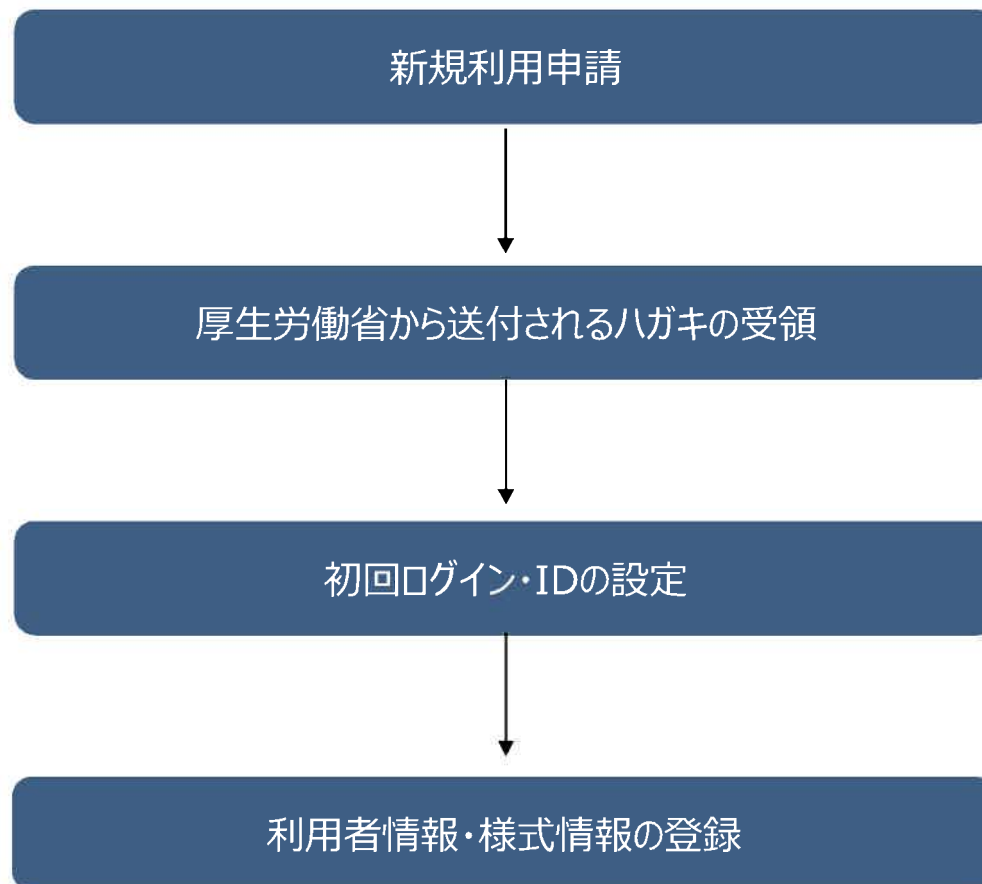 新規利用申請
厚生労働省から送付されるハガキの受領
初回ログイン・IDの設定
利用者情報・様式情報の登録